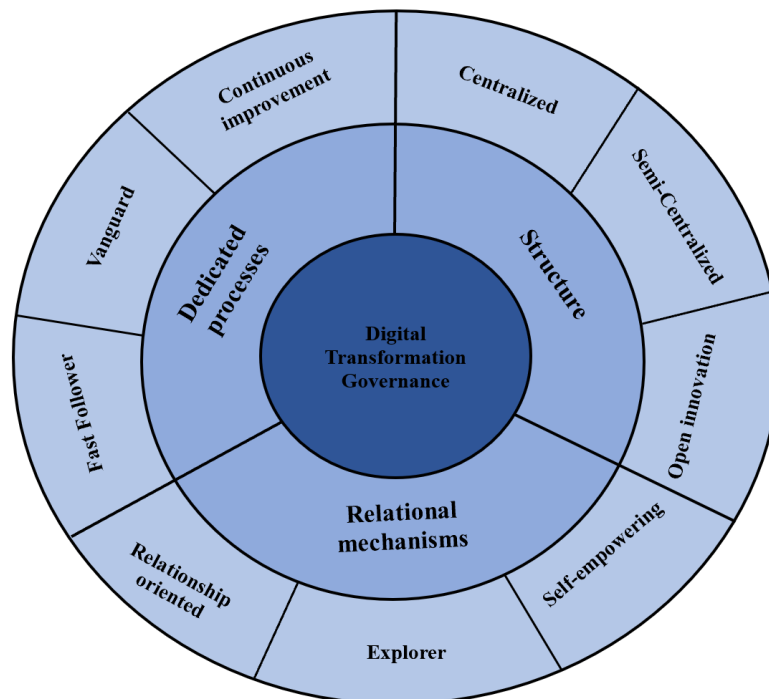 Continuous
improvement
Centralized
Vanguard
Semi-Centralized
Dedicated
processes
Structure
Digital
Transformation
Governance
Fast Follower
Open innovation
Relational
mechanisms
Relationship
oriented
Self-empowering
Explorer